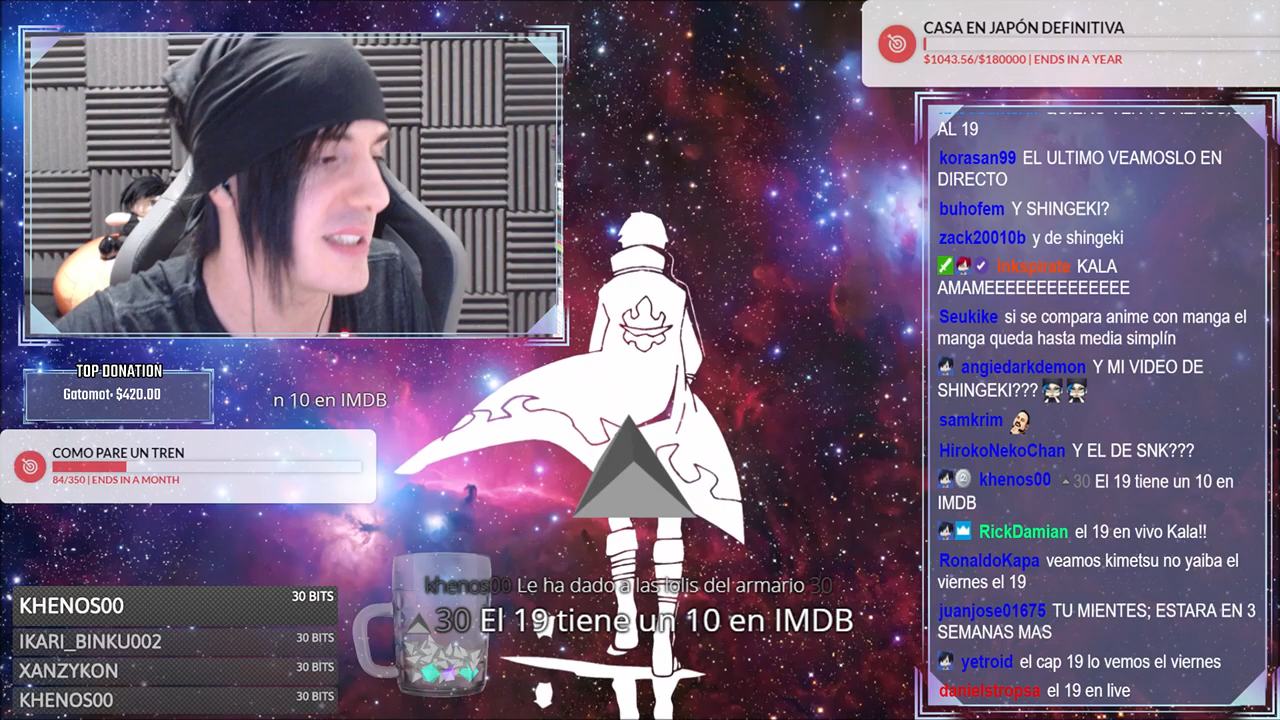 CASA EN JAPÓN DEFINITIVA
$1043.56/$180000 | ENDS IN A YEAR
AL 19
korasan99 EL ULTIMO VEAMOSLO EN
DIRECTO
buhofem Y SHINGEKI?
zack20010b y de shingeki
Inkspirate KALA
AMAMEEEEEEEEEEEEEE
Seukike si se compara anime con manga el
manga queda hasta media simplín
angiedarkdemon Y MI VIDEO DE
SHINGEKI???
samkrim
HirokoNekoChan Y EL DE SNK???
khenos00 30 El 19 tiene un 10 en
IMDB
RickDamian el 19 en vivo Kala!!
RonaldoKapa veamos kimetsu no yaiba el
viernes el 19
juanjose01675 TU MIENTES; ESTARA EN 3
SEMANAS MAS
yetroid el cap 19 lo vemos el viernes
danielstropsa el 19 en live
TOP DONATION
Gatomot: $420.00
n 10 en IMDB
COMO PARE UN TREN
84/350 | ENDS IN A MONTH
KHENOS00 30 BITS
IKARI_BINKU002 30 BITS
XANZYKON 30 BITS
KHENOS00 30 BITS
khenos00 Le ha dado a las lolis del armario 30
30 El 19 tiene un 10 en IMDB